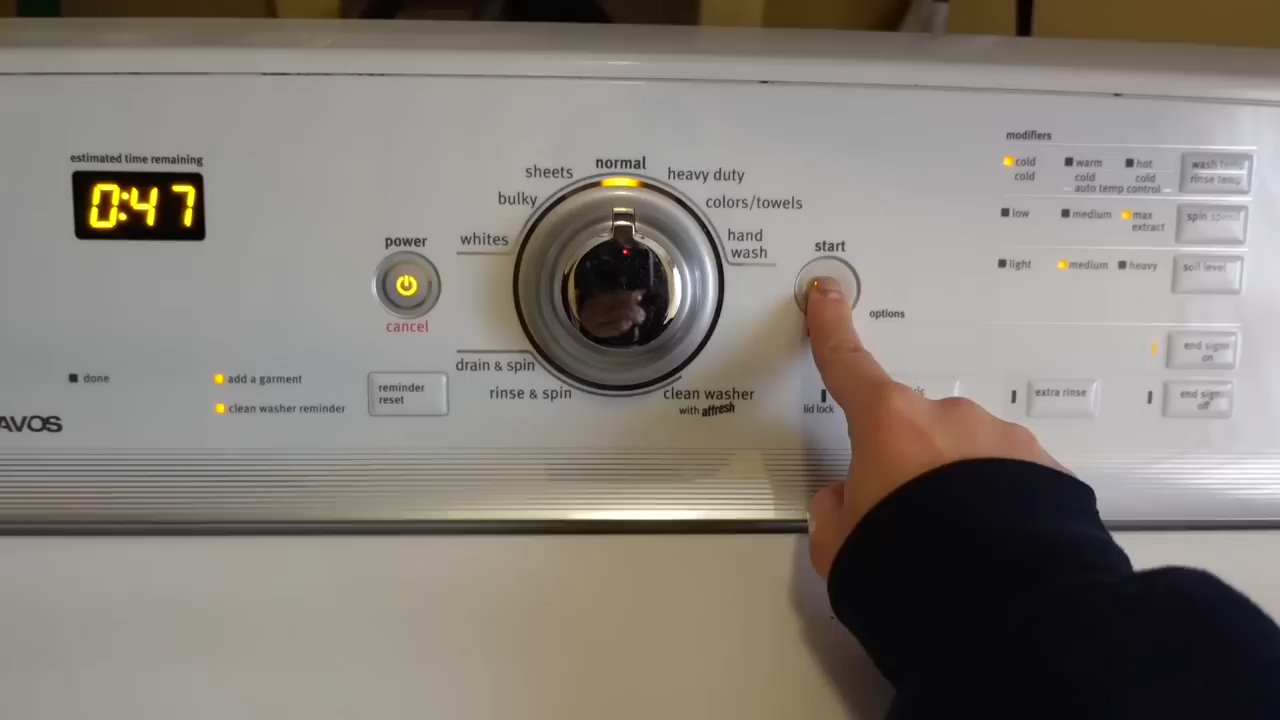 estimated time remaining
0:47
power
cancel
done
add a garment
clean washer reminder
reminder
reset
AVOS
sheets
normal
heavy duty
bulky
colors/towels
whites
hand
wash
drain & spin
rinse & spin
clean washer
with affresh
start
lid lock
options
modifiers
cold
cold
warm
cold
hot
cold
auto temp control
wash temp
rinse temp
low
medium
max
extract
spin speed
light
medium
heavy
soil level
end signal
on
extra rinse
end signal
off